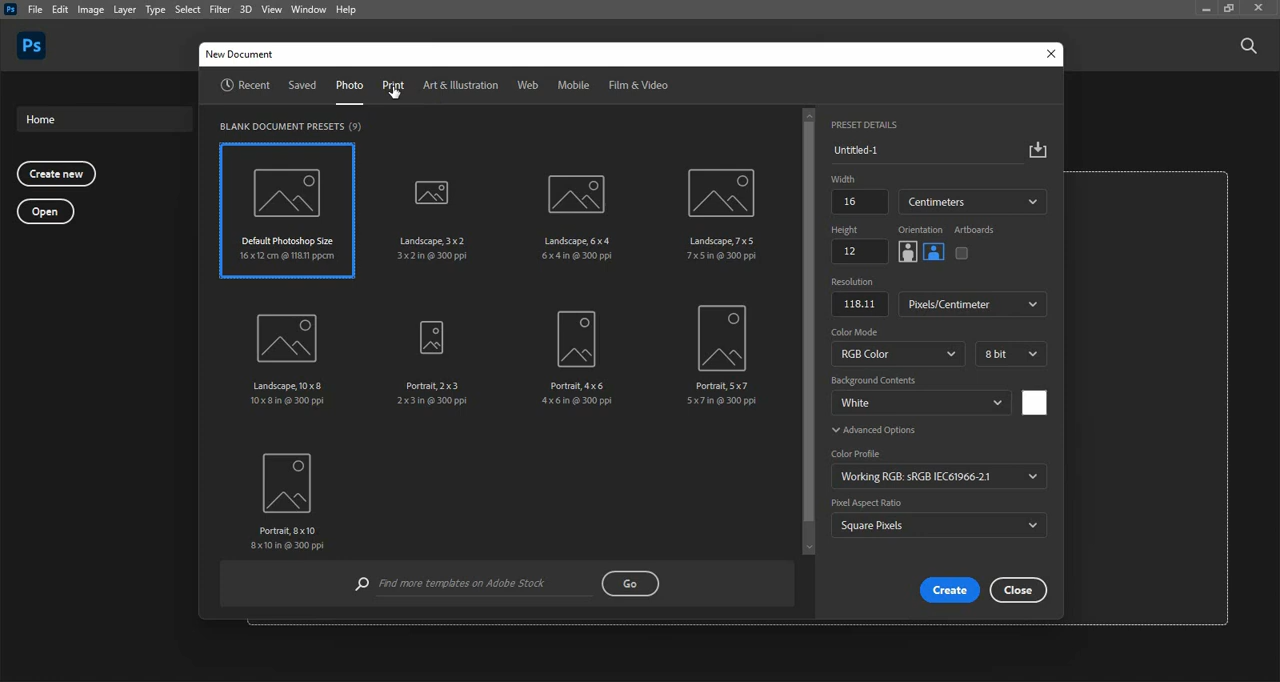 Ps File Edit Image Layer Type Select Filter 3D View Window Help
Ps
New Document
Recent Saved Photo Print Art & Illustration Web Mobile Film & Video
Home
Create new
Open
BLANK DOCUMENT PRESETS (9)
Default Photoshop Size
16 x 12 cm @ 118.11 ppcm
Landscape, 3 x 2
3 x 2 in @ 300 ppi
Landscape, 6 x 4
6 x 4 in @ 300 ppi
Landscape, 7 x 5
7 x 5 in @ 300 ppi
Landscape, 10 x 8
10 x 8 in @ 300 ppi
Portrait, 2 x 3
2 x 3 in @ 300 ppi
Portrait, 4 x 6
4 x 6 in @ 300 ppi
Portrait, 5 x 7
5 x 7 in @ 300 ppi
Portrait, 8 x 10
8 x 10 in @ 300 ppi
Find more templates on Adobe Stock
Go
PRESET DETAILS
Untitled-1
Width
16 Centimeters
Height Orientation Artboards
12
Resolution
118.11 Pixels/Centimeter
Color Mode
RGB Color 8 bit
Background Contents
White
Advanced Options
Color Profile
Working RGB: sRGB IEC61966-2.1
Pixel Aspect Ratio
Square Pixels
Create Close